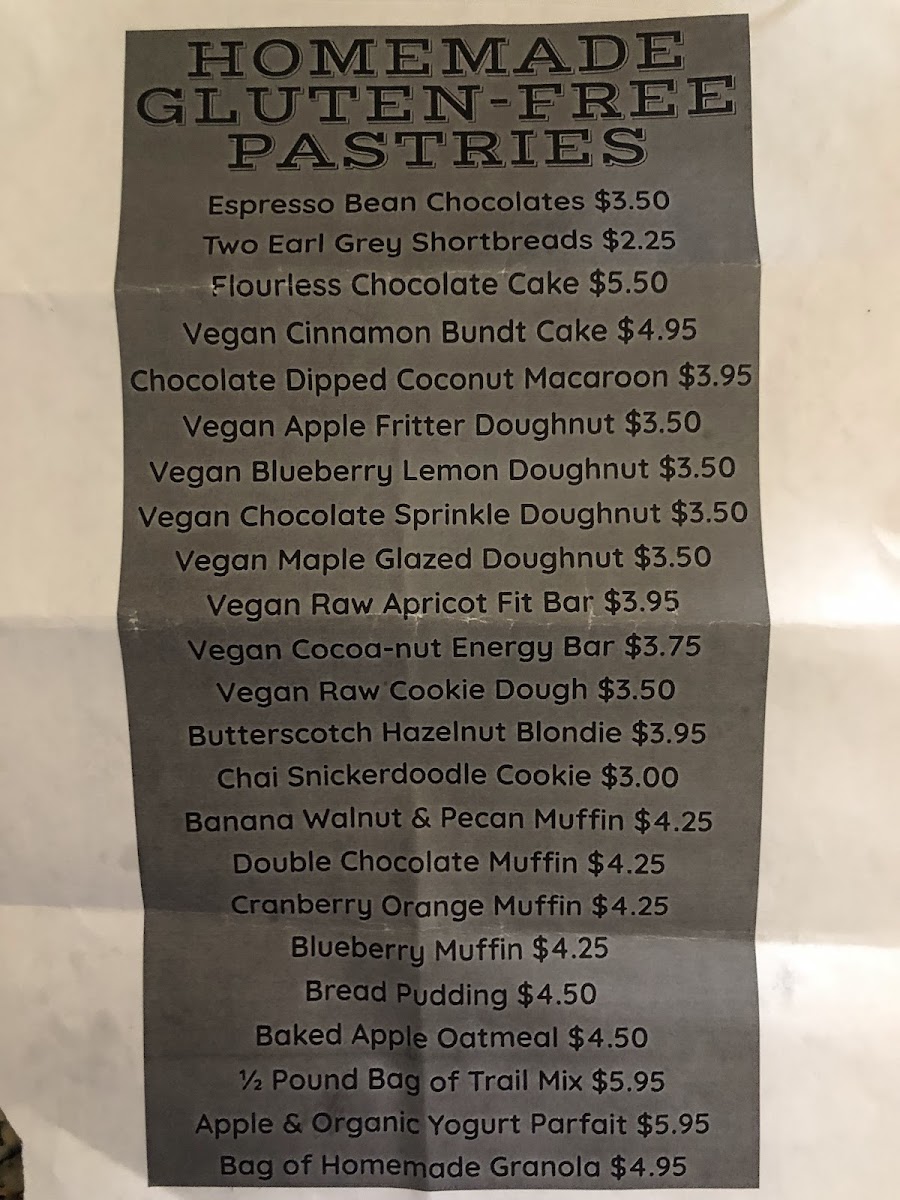 HOMEMADE
GLUTEN-FREE
PASTRIES
Espresso Bean Chocolates $3.50
Two Earl Grey Shortbreads $2.25
Flourless Chocolate Cake $5.50
Vegan Cinnamon Bundt Cake $4.95
Chocolate Dipped Coconut Macaroon $3.95
Vegan Apple Fritter Doughnut $3.50
Vegan Blueberry Lemon Doughnut $3.50
Vegan Chocolate Sprinkle Doughnut $3.50
Vegan Maple Glazed Doughnut $3.50
Vegan Raw Apricot Fit Bar $3.95
Vegan Cocoa-nut Energy Bar $3.75
Vegan Raw Cookie Dough $3.50
Butterscotch Hazelnut Blondie $3.95
Chai Snickerdoodle Cookie $3.00
Banana Walnut & Pecan Muffin $4.25
Double Chocolate Muffin $4.25
Cranberry Orange Muffin $4.25
Blueberry Muffin $4.25
Bread Pudding $4.50
Baked Apple Oatmeal $4.50
½ Pound Bag of Trail Mix $5.95
Apple & Organic Yogurt Parfait $5.95
Bag of Homemade Granola $4.95